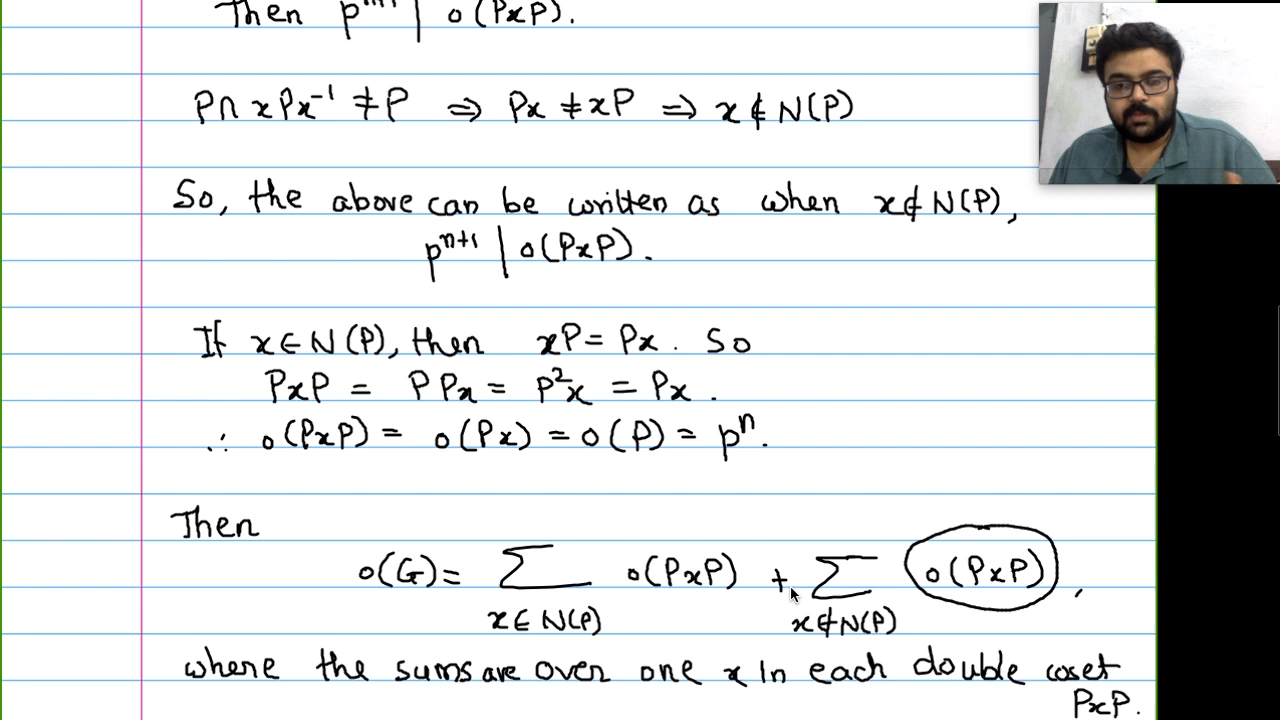 Then pⁿ⁺¹ | o(PxP).
P∩xPx⁻¹ ≠ P ⇒ Px ≠ xP ⇒ x ∉ N(P)
So, the above can be written as when x ∉ N(P),
pⁿ⁺¹ | o(PxP).
If x ∈ N(P), then xP = Px. So
PxP = PPx = P²x = Px.
∴ o(PxP) = o(Px) = o(P) = pⁿ.
Then
o(G) = ∑ o(PxP) + ∑ o(PxP),
x ∈ N(P) x ∉ N(P)
where the sums are over one x in each double coset
PxP.